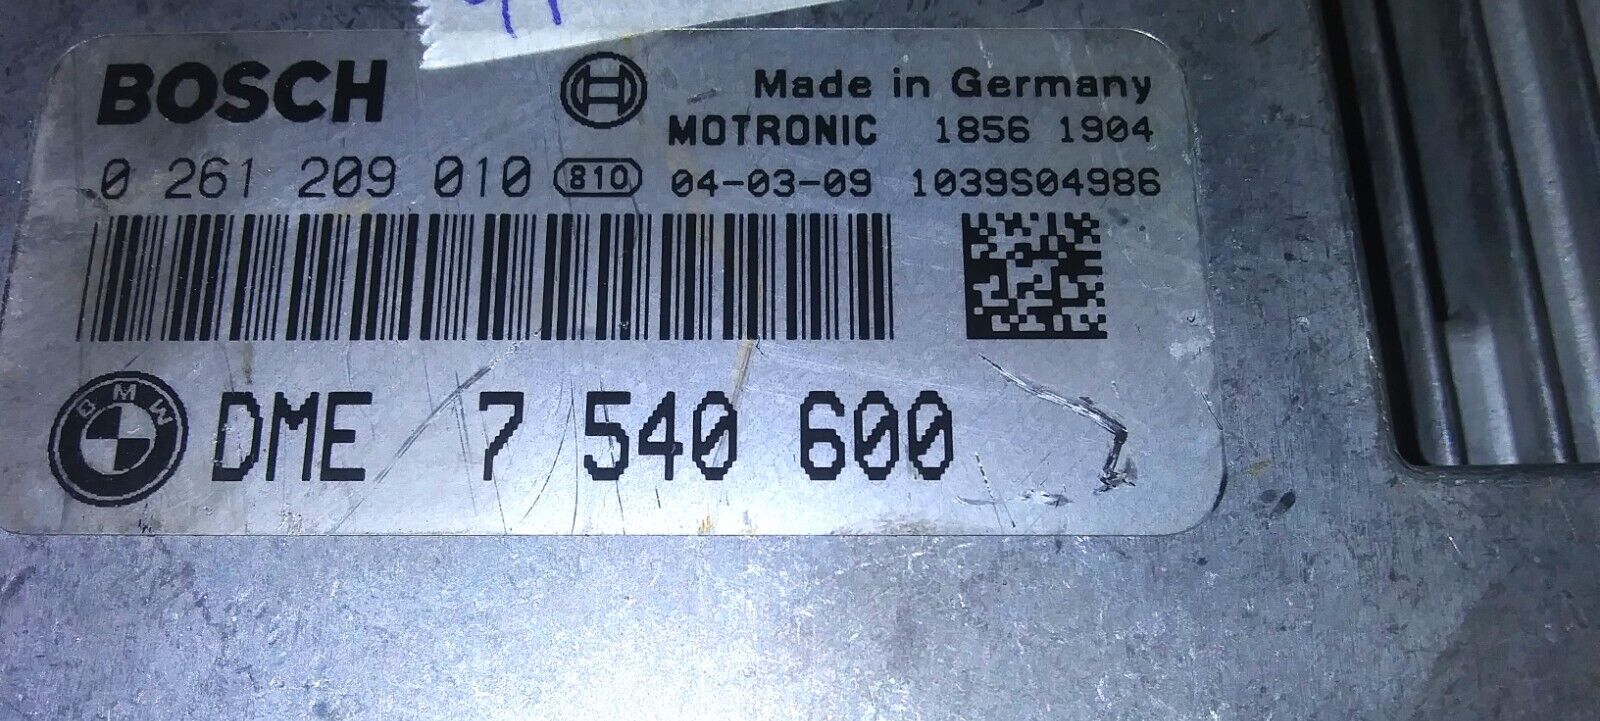 BOSCH
Made in Germany
MOTRONIC 1856 1904
0 261 209 010 810 04-03-09 1039S04986
BMW DME 7 540 600